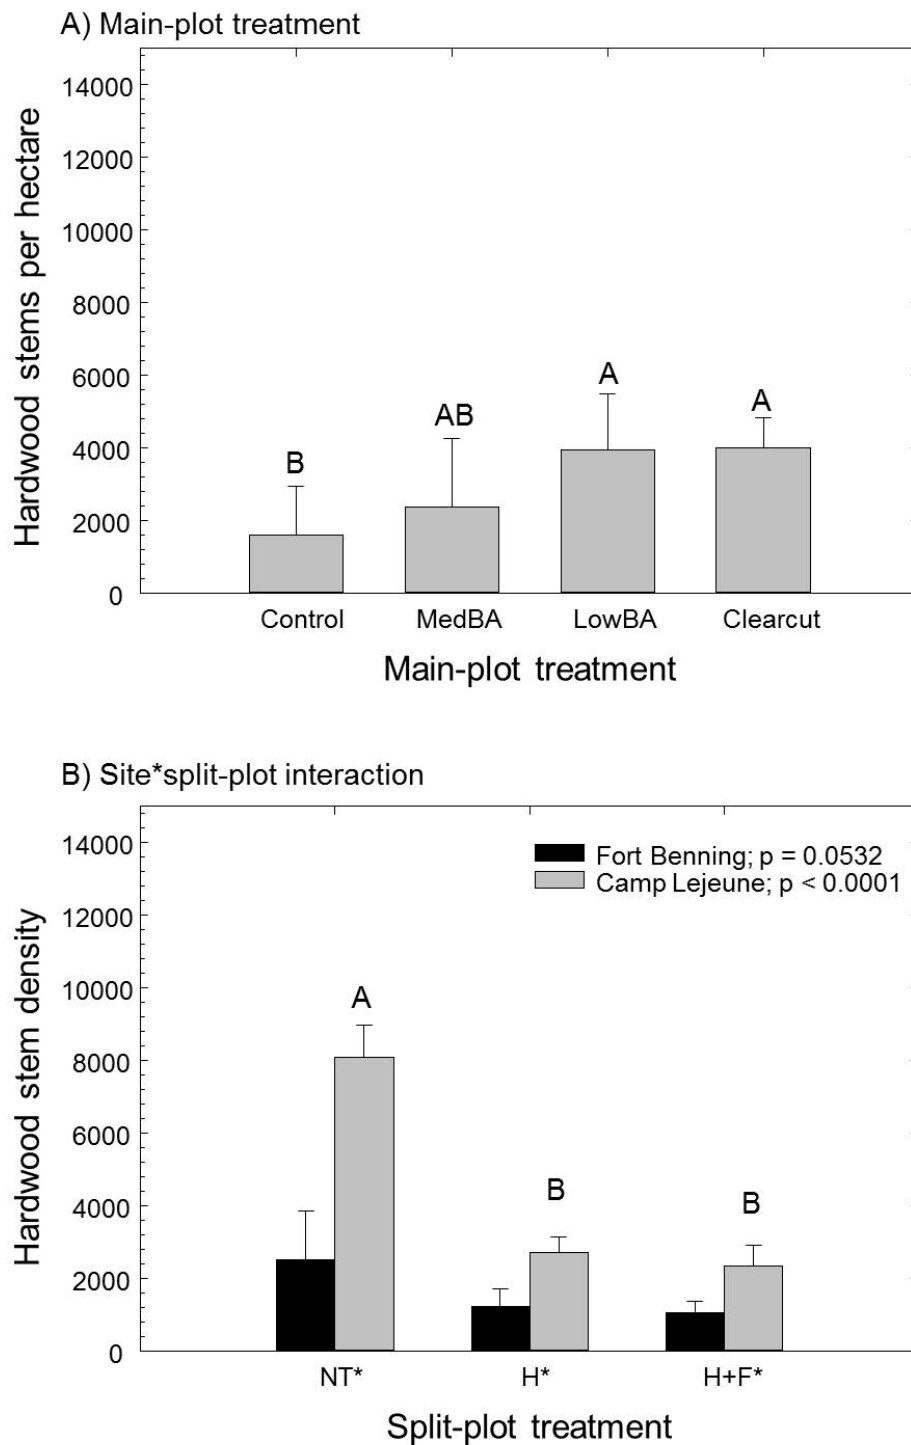 A) Main-plot treatment
Hardwood stems per hectare
14000
12000
10000
8000
6000
4000
2000
0
B
AB
A
A
Control MedBA LowBA Clearcut
Main-plot treatment
B) Site*split-plot interaction
Hardwood stem density
14000
12000
10000
8000
6000
4000
2000
0
Fort Benning; p = 0.0532
Camp Lejeune; p < 0.0001
A
B
B
NT* H* H+F*
Split-plot treatment